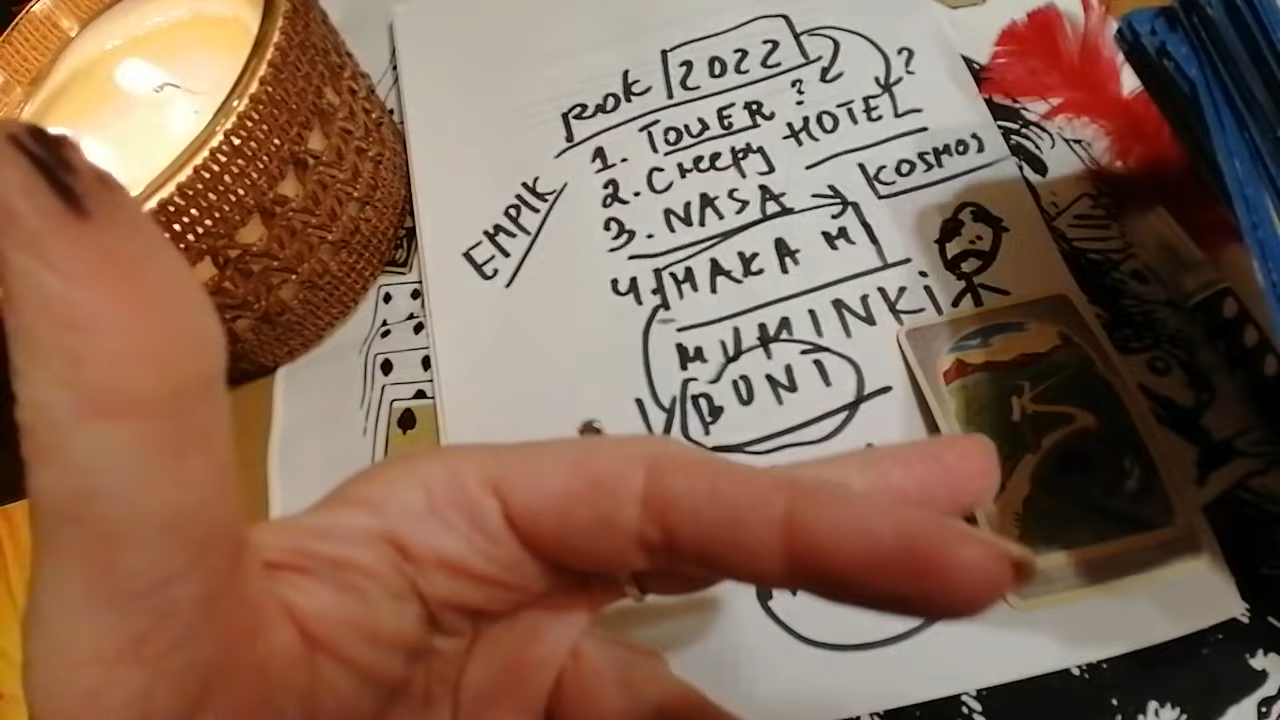 ROK 2022
1. TOWER ?
2. Creepy HOTEL ?
3. NASA → KOSMOS
EMPIK
4. MAKAM
MUMINKi
BUNI